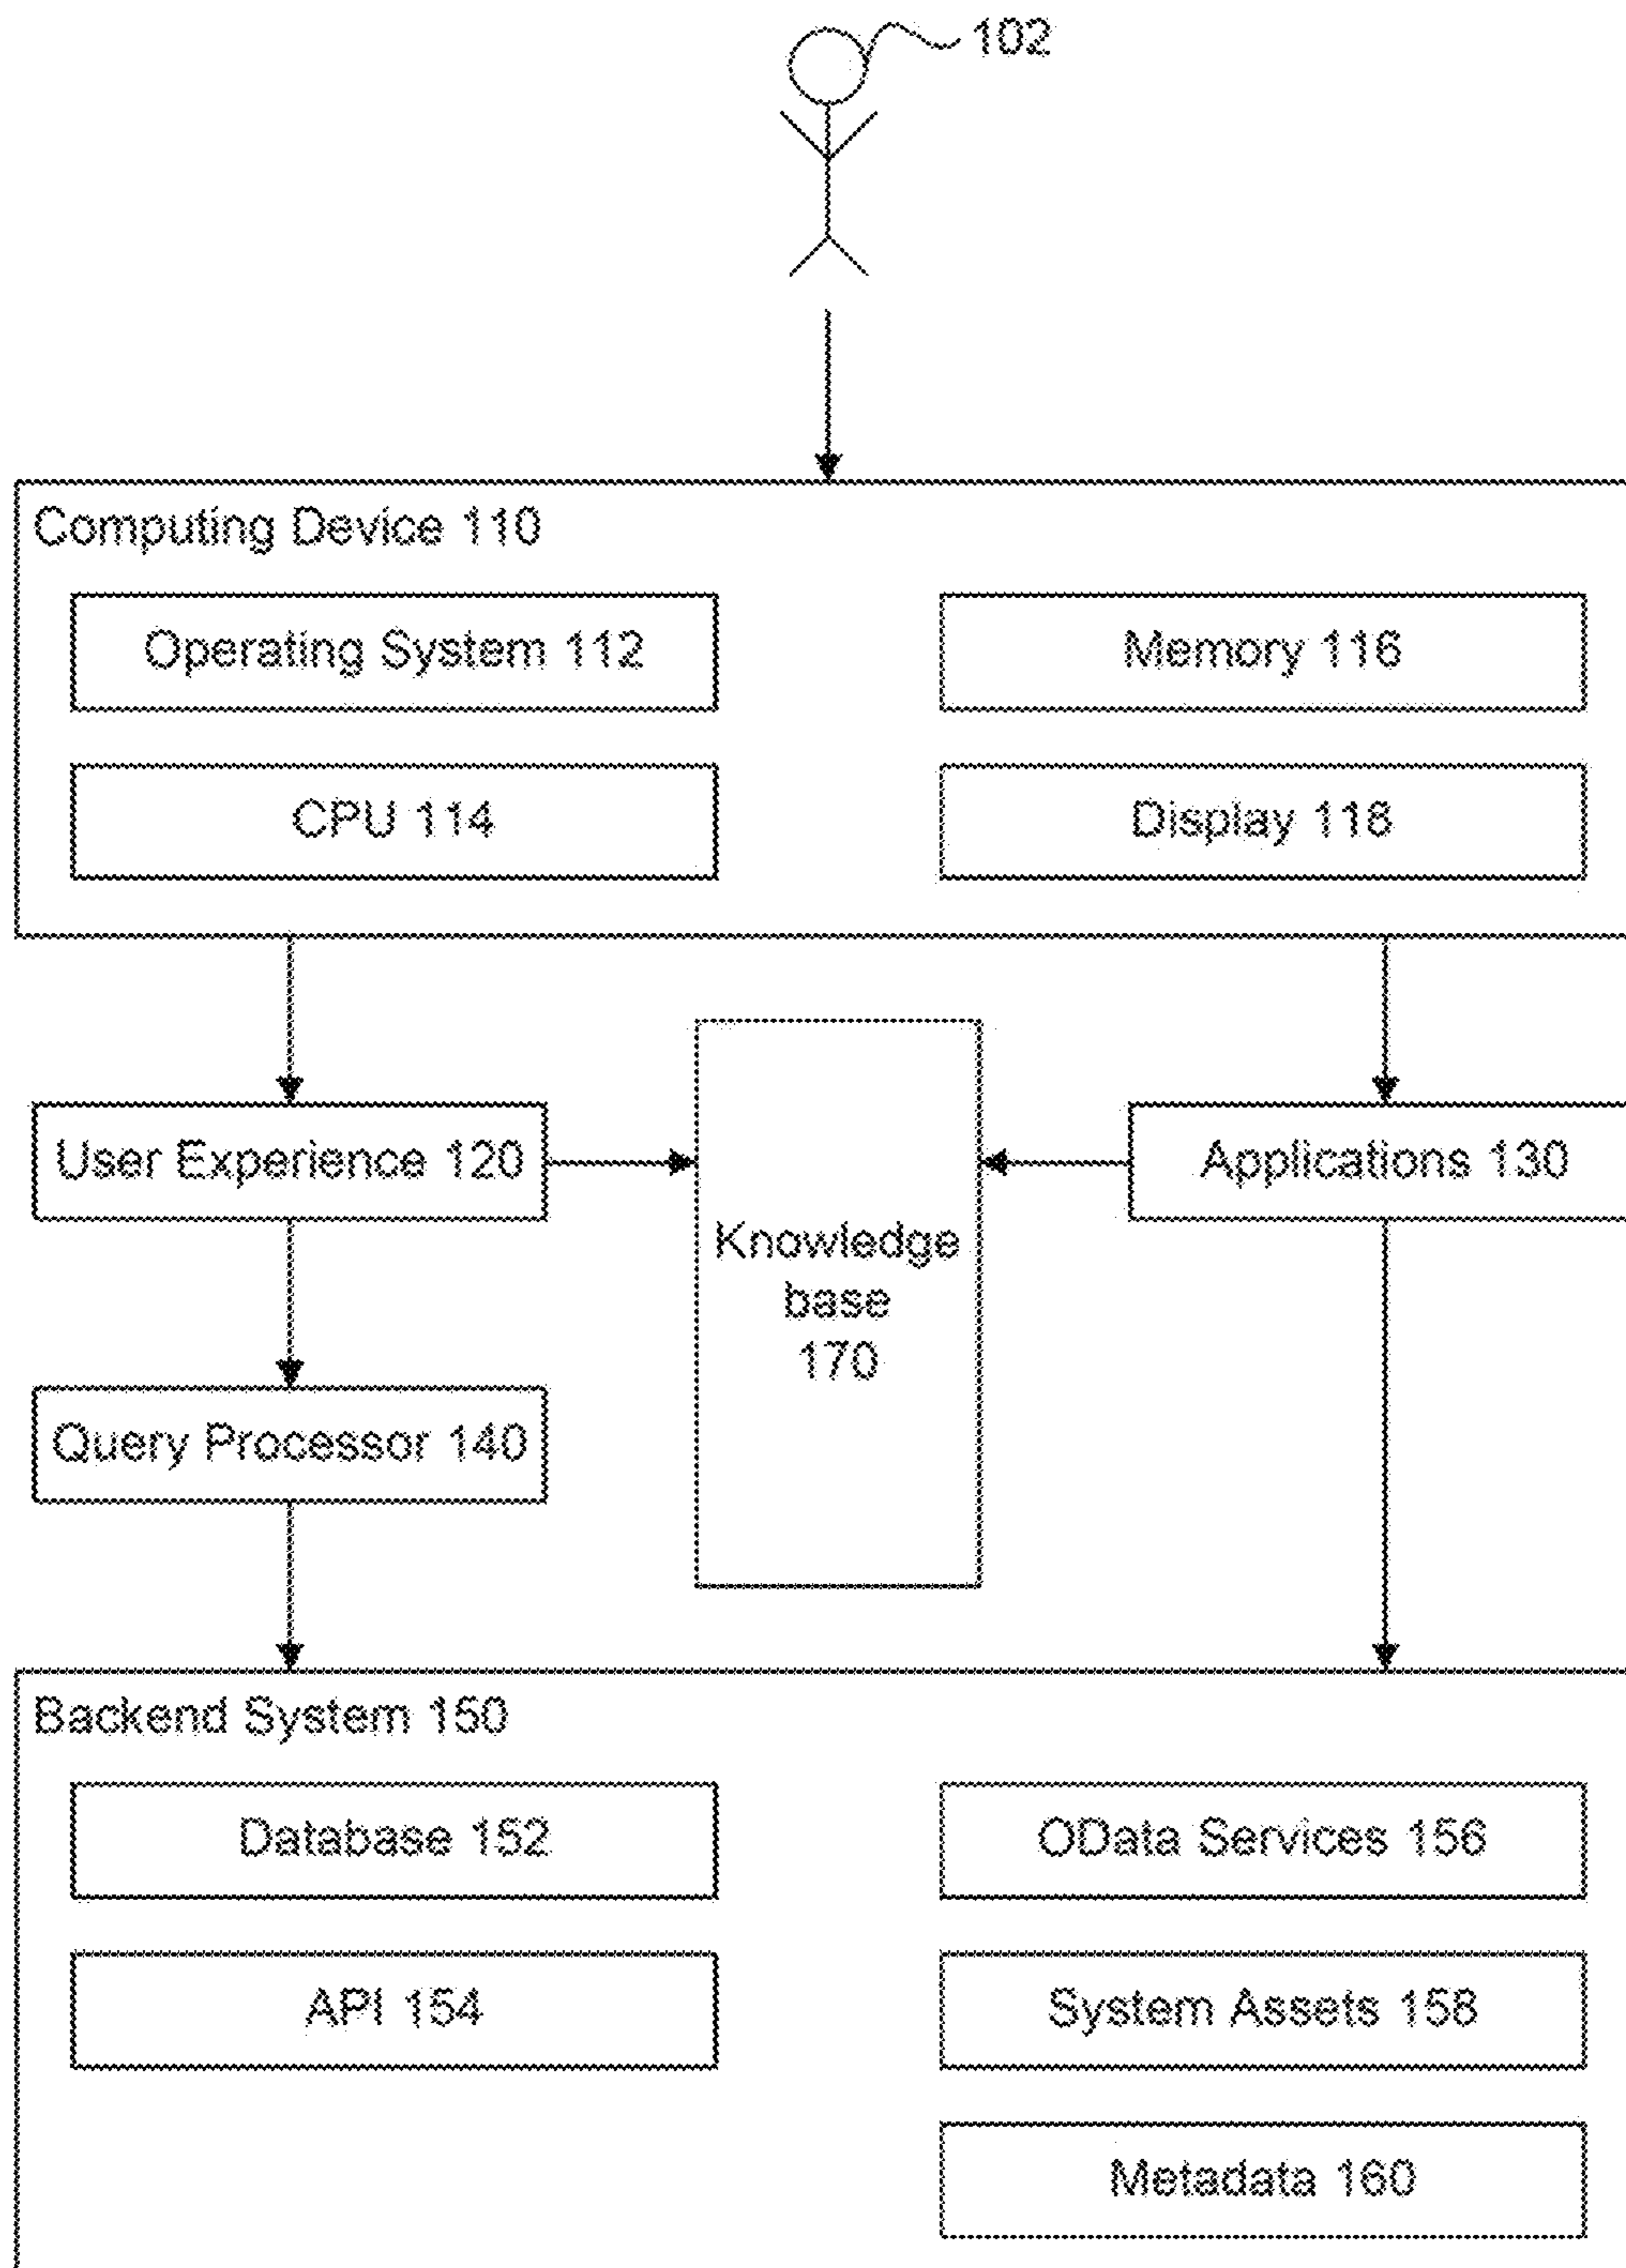 102
Computing Device 110
Operating System 112
Memory 116
CPU 114
Display 118
User Experience 120
Applications 130
Knowledge
base
170
Query Processor 140
Backend System 150
Database 152
OData Services 156
API 154
System Assets 158
Metadata 160